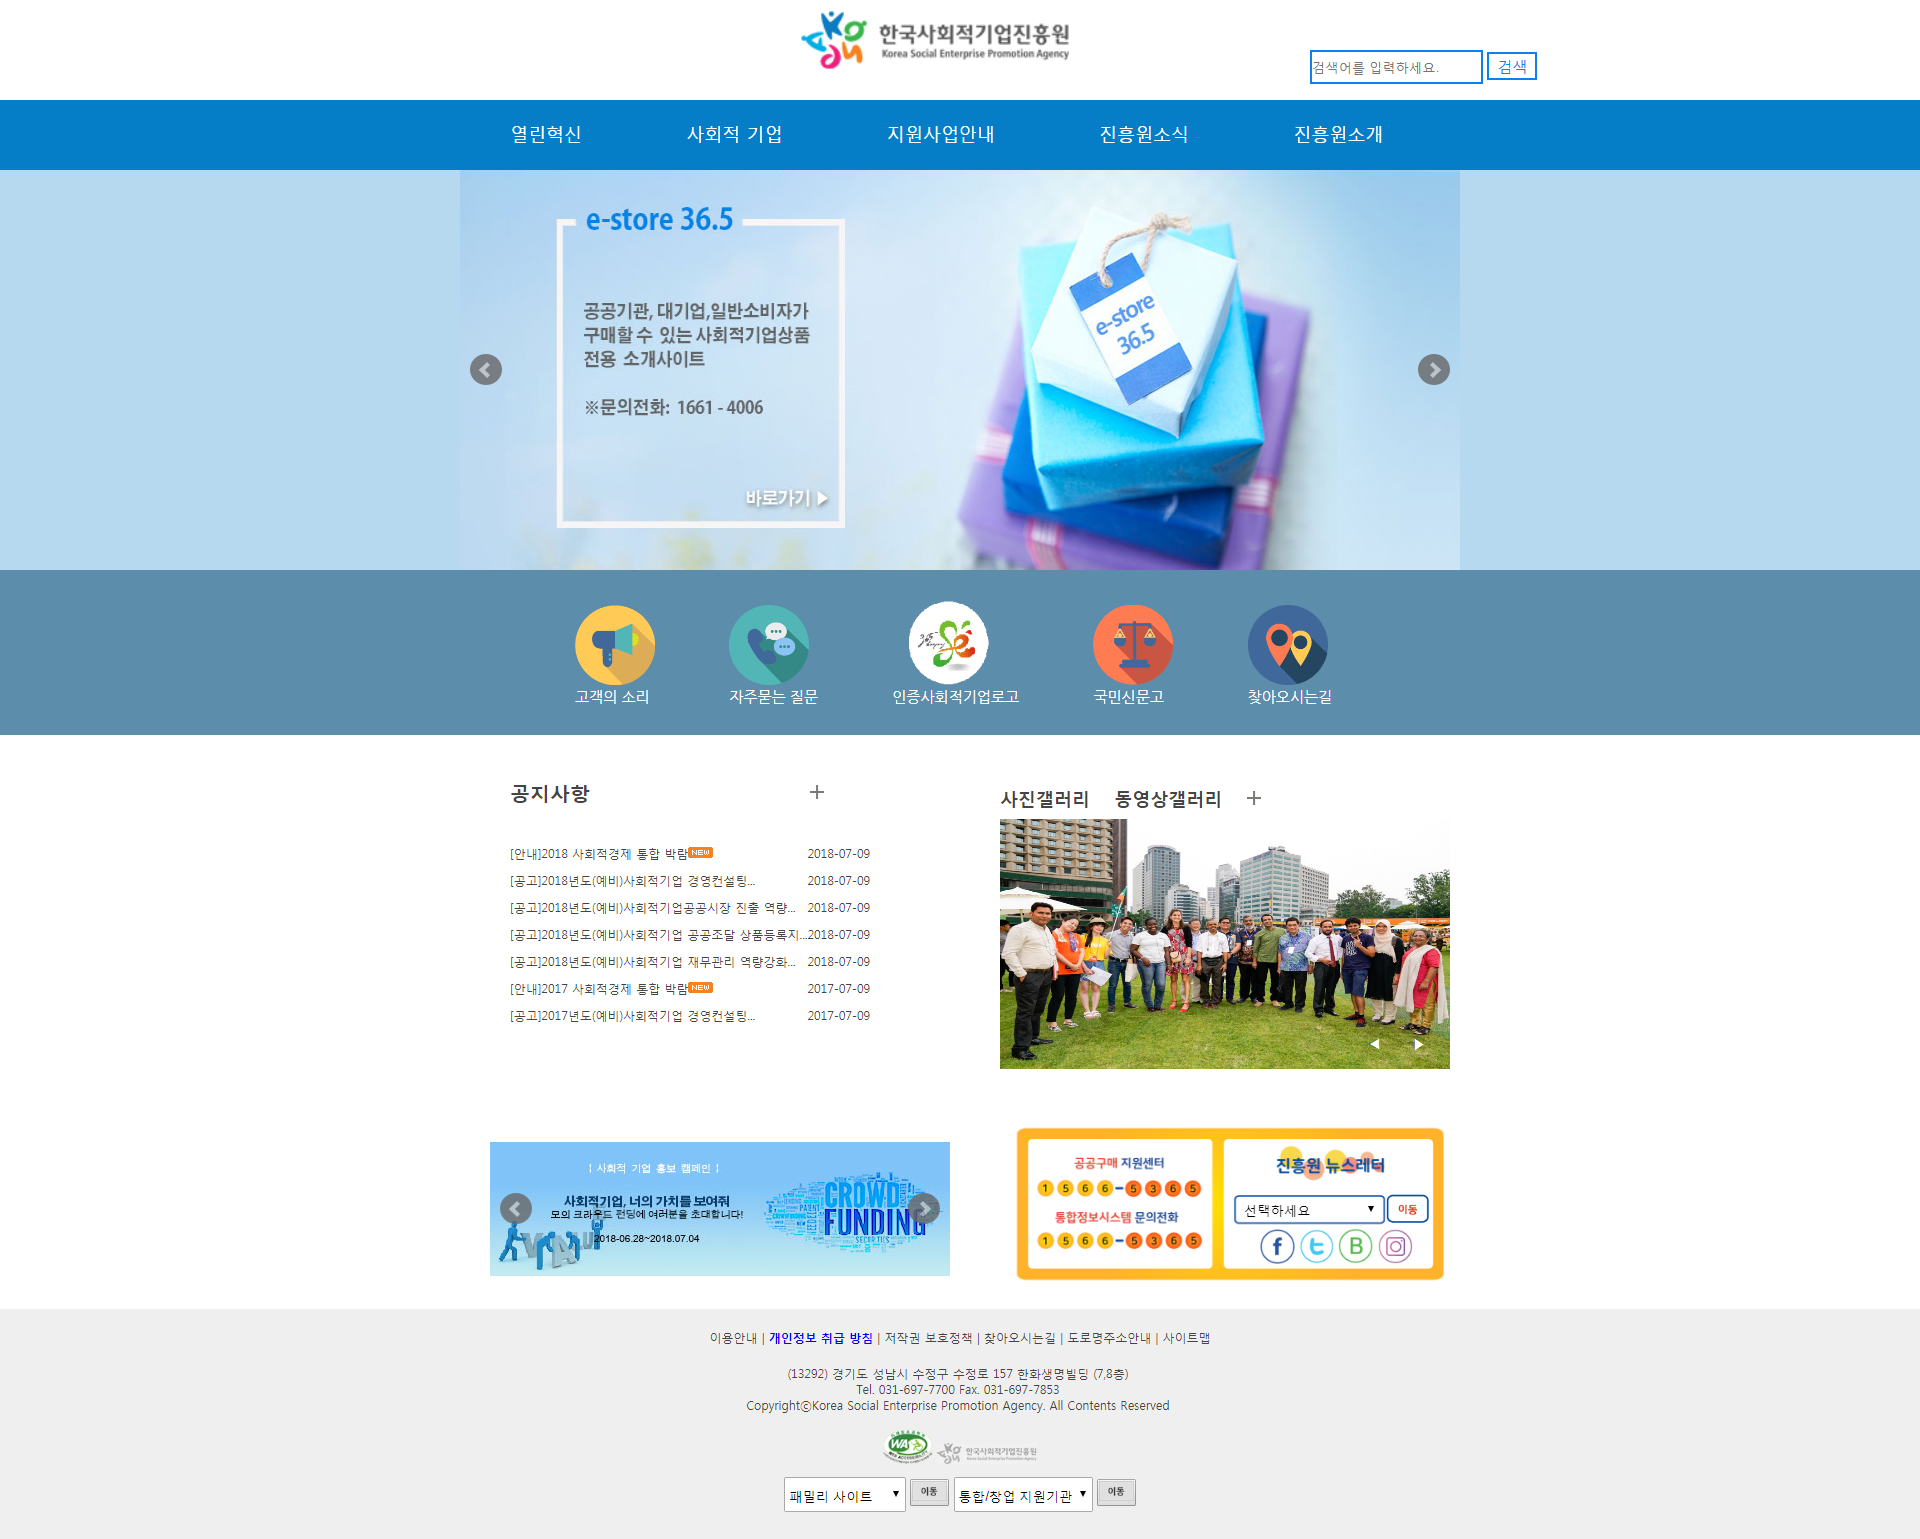 한국사회적기업진흥원
Korea Social Enterprise Promotion Agency
검색어를 입력하세요.
검색
열린혁신
사회적 기업
지원사업안내
진흥원소식
진흥원소개
e-store 36.5
공공기관, 대기업,일반소비자가
구매할 수 있는 사회적기업상품
전용 소개사이트
※문의전화: 1661 - 4006
바로가기 ▶
e-store
36.5
고객의 소리
자주묻는 질문
인증사회적기업로고
국민신문고
찾아오시는길
공지사항
[안내]2018 사회적경제 통합 박람 NEW 2018-07-09
[공고]2018년도(예비)사회적기업 경영컨설팅... 2018-07-09
[공고]2018년도(예비)사회적기업공공시장 진출 역량... 2018-07-09
[공고]2018년도(예비)사회적기업 공공조달 상품등록지...2018-07-09
[공고]2018년도(예비)사회적기업 재무관리 역량강화... 2018-07-09
[안내]2017 사회적경제 통합 박람 NEW 2017-07-09
[공고]2017년도(예비)사회적기업 경영컨설팅... 2017-07-09
사진갤러리
동영상갤러리
¦ 사회적 기업 홍보 캠페인 ¦
사회적기업, 너의 가치를 보여줘
모의 크라우드 펀딩에 여러분을 초대합니다!
2018-06.28~2018.07.04
CROWD
FUNDING
공공구매 지원센터
1566-5365
통합정보시스템 문의전화
1566-5365
진흥원 뉴스레터
선택하세요
이동
이용안내 | 개인정보 취급 방침 | 저작권 보호정책 | 찾아오시는길 | 도로명주소안내 | 사이트맵
(13292) 경기도 성남시 수정구 수정로 157 한화생명빌딩 (7,8층)
Tel. 031-697-7700 Fax. 031-697-7853
CopyrightⓒKorea Social Enterprise Promotion Agency. All Contents Reserved
WA
한국사회적기업진흥원
Korea Social Enterprise Promotion Agency
패밀리 사이트
이동
통합/창업 지원기관
이동